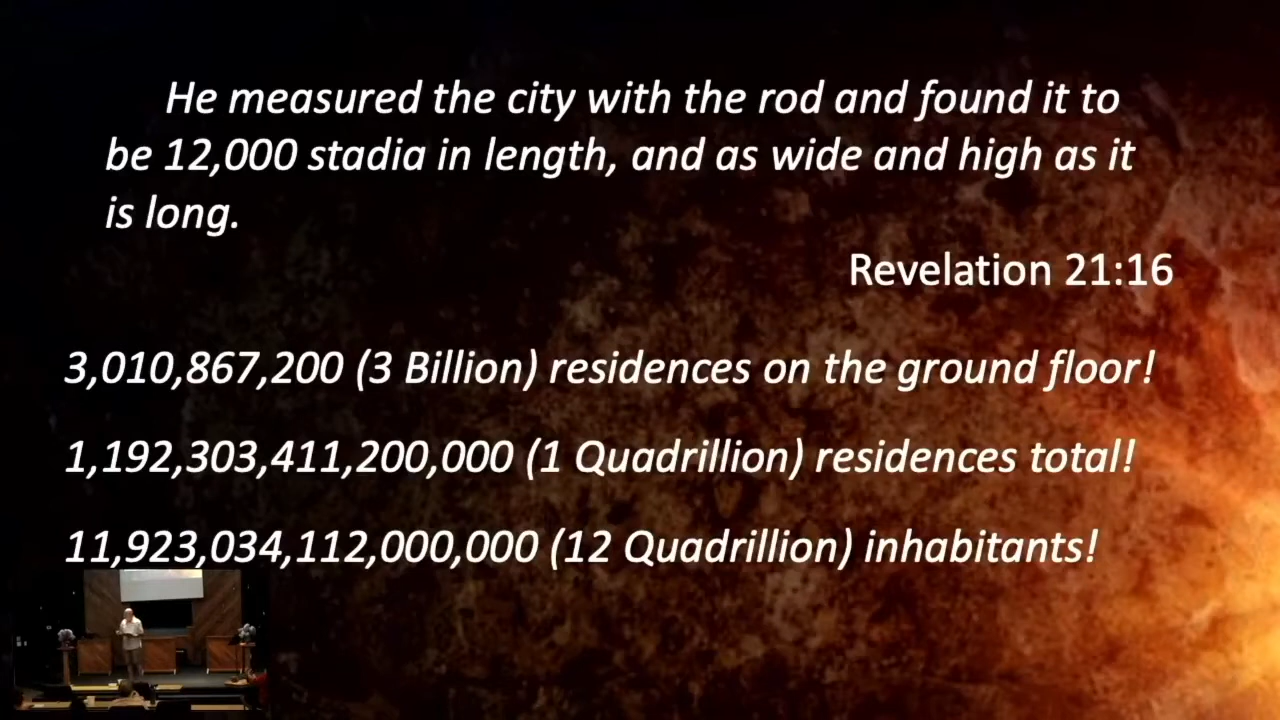 He measured the city with the rod and found it to
be 12,000 stadia in length, and as wide and high as it
is long.
Revelation 21:16
3,010,867,200 (3 Billion) residences on the ground floor!
1,192,303,411,200,000 (1 Quadrillion) residences total!
11,923,034,112,000,000 (12 Quadrillion) inhabitants!